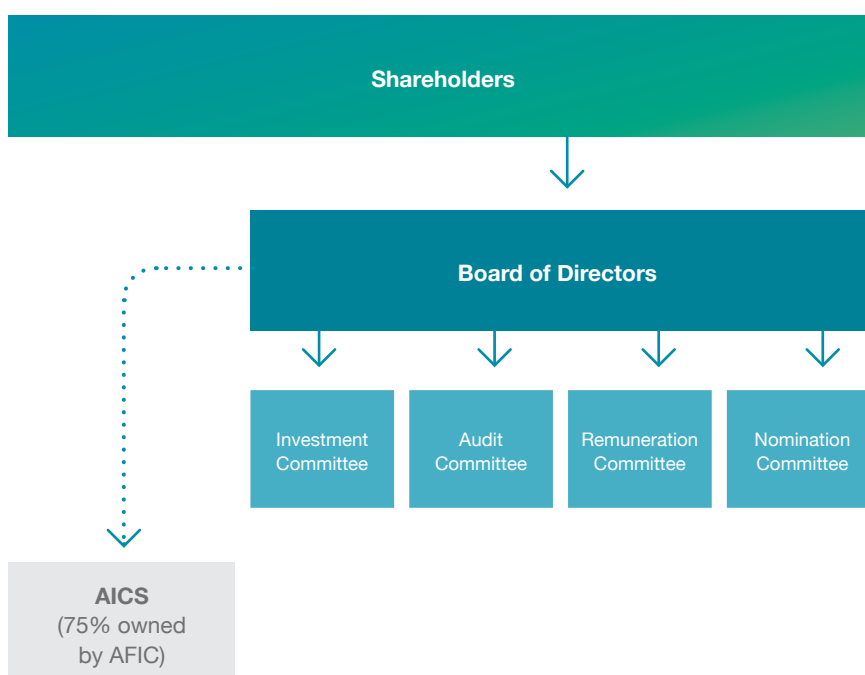 Shareholders
Board of Directors
Investment
Committee
Audit
Committee
Remuneration
Committee
Nomination
Committee
AICS
(75% owned
by AFIC)